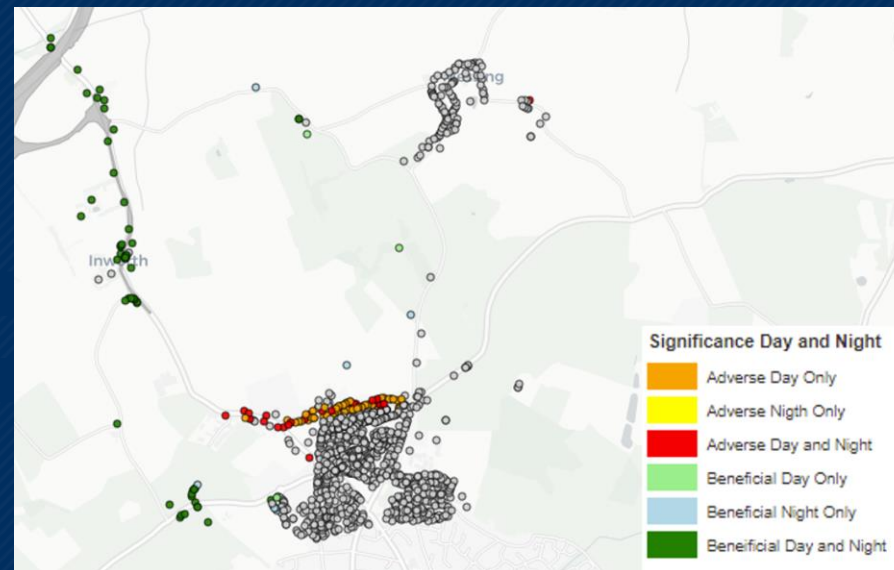 Inworth
Significance Day and Night
Adverse Day Only
Adverse Nigth Only
Adverse Day and Night
Beneficial Day Only
Beneficial Night Only
Beneificial Day and Night